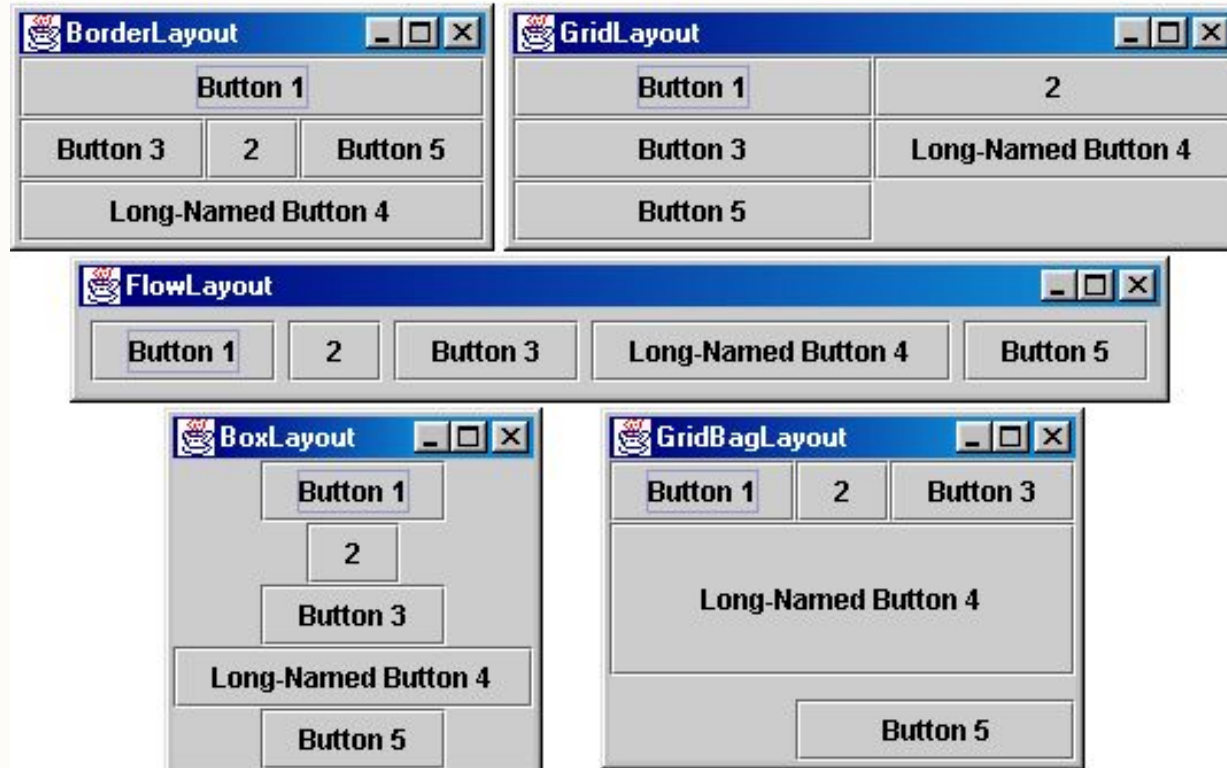 BorderLayout
Button 1
Button 3 2 Button 5
Long-Named Button 4
GridLayout
Button 1 2
Button 3 Long-Named Button 4
Button 5
FlowLayout
Button 1 2 Button 3 Long-Named Button 4 Button 5
BoxLayout
Button 1
2
Button 3
Long-Named Button 4
Button 5
GridBagLayout
Button 1 2 Button 3
Long-Named Button 4
Button 5